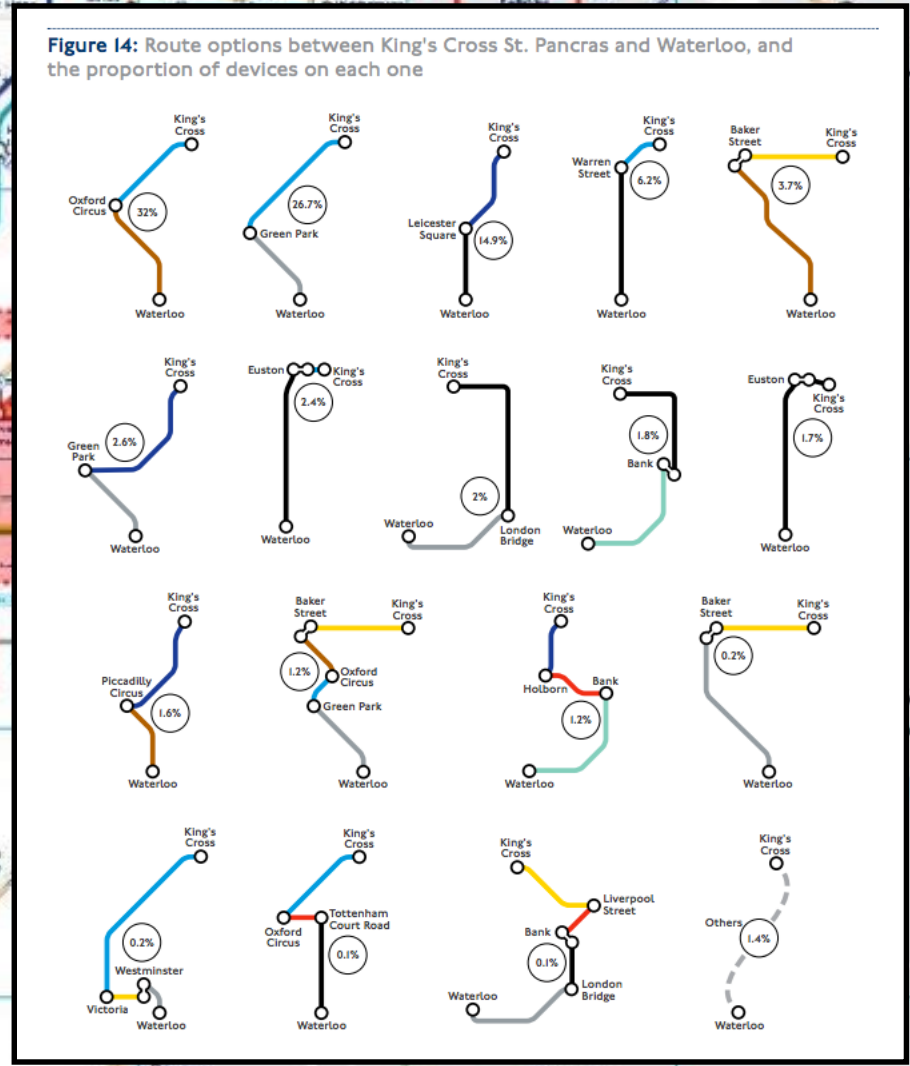 Figure 14: Route options between King's Cross St. Pancras and Waterloo, and
the proportion of devices on each one
King's
Cross
Oxford
Circus
32%
Waterloo
King's
Cross
26.7%
Green Park
Waterloo
King's
Cross
Leicester
Square
14.9%
Waterloo
King's
Cross
Warren
Street
6.2%
Waterloo
Baker
Street
King's
Cross
3.7%
Waterloo
King's
Cross
Green
Park
2.6%
Waterloo
Euston
King's
Cross
2.4%
Waterloo
King's
Cross
2%
Waterloo
London
Bridge
King's
Cross
1.8%
Bank
Waterloo
Euston
King's
Cross
1.7%
Waterloo
King's
Cross
Piccadilly
Circus
1.6%
Waterloo
Baker
Street
King's
Cross
1.2%
Oxford
Circus
Green Park
Waterloo
King's
Cross
Holborn
Bank
1.2%
Waterloo
Baker
Street
King's
Cross
0.2%
Waterloo
King's
Cross
0.2%
Westminster
Victoria
Waterloo
King's
Cross
Oxford
Circus
Tottenham
Court Road
0.1%
Waterloo
King's
Cross
Liverpool
Street
Bank
0.1%
London
Bridge
Waterloo
King's
Cross
Others
1.4%
Waterloo